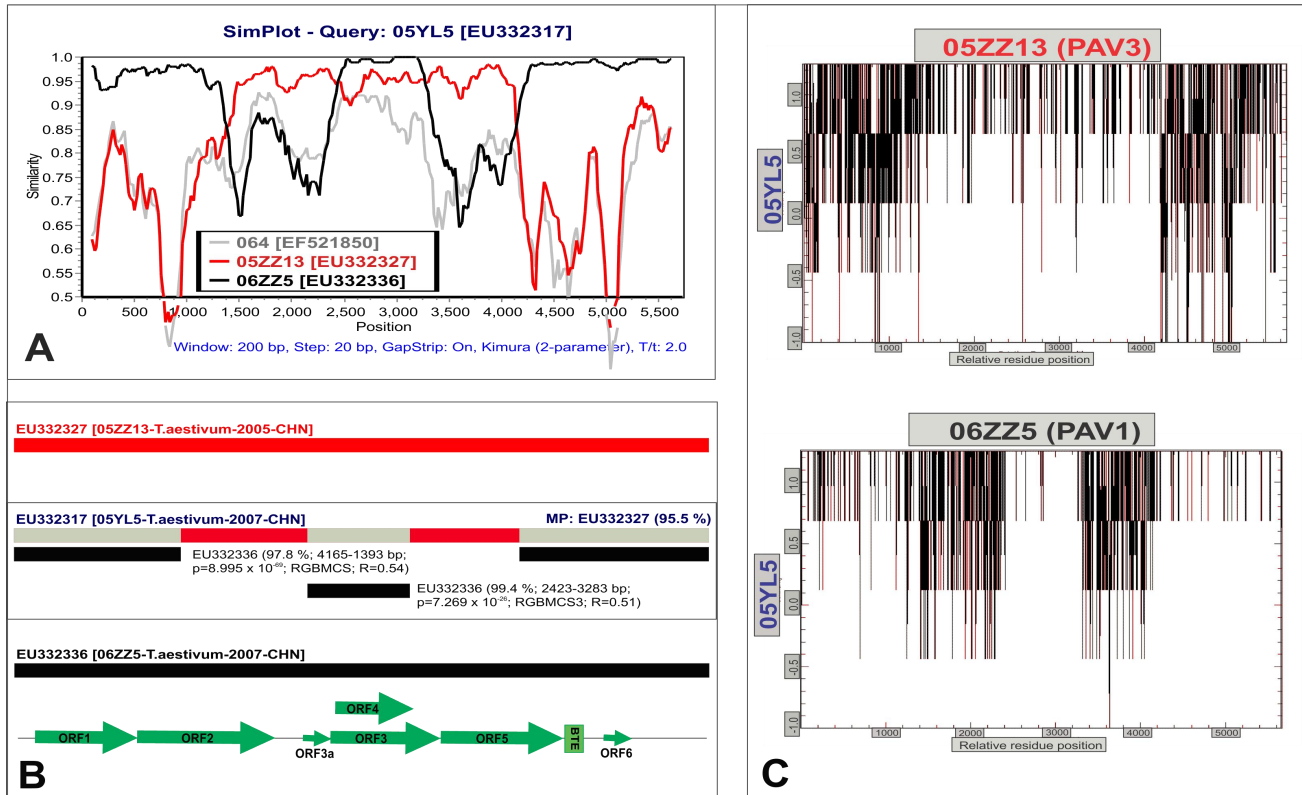 SimPlot - Query: 05YL5 [EU332317]
1.0
0.95
0.9
0.85
0.8
0.75
0.7
0.65
0.6
0.55
0.5
Similarity
064 [EF521850]
05ZZ13 [EU332327]
06ZZ5 [EU332336]
0 500 1,000 1,500 2,000 2,500 3,000 3,500 4,000 4,500 5,000 5,500
Position
Window: 200 bp, Step: 20 bp, GapStrip: On, Kimura (2-parameter), T/t: 2.0
A
EU332327 [05ZZ13-T.aestivum-2005-CHN]
EU332317 [05YL5-T.aestivum-2007-CHN] MP: EU332327 (95.5 %)
EU332336 (97.8 %; 4165-1393 bp;
p=8.995 x 10⁻⁶⁹; RGBMCS; R=0.54)
EU332336 (99.4 %; 2423-3283 bp;
p=7.269 x 10⁻²⁶; RGBMCS3; R=0.51)
EU332336 [06ZZ5-T.aestivum-2007-CHN]
ORF4
ORF1 ORF2 ORF3 ORF5 BTE
ORF3a ORF6
B
05ZZ13 (PAV3)
05YL5
1.0
0.5
0.0
-0.5
-1.0
1000 2000 3000 4000 5000
Relative residue position
06ZZ5 (PAV1)
05YL5
1.0
0.5
0.0
-0.5
-1.0
1000 2000 3000 4000 5000
Relative residue position
C